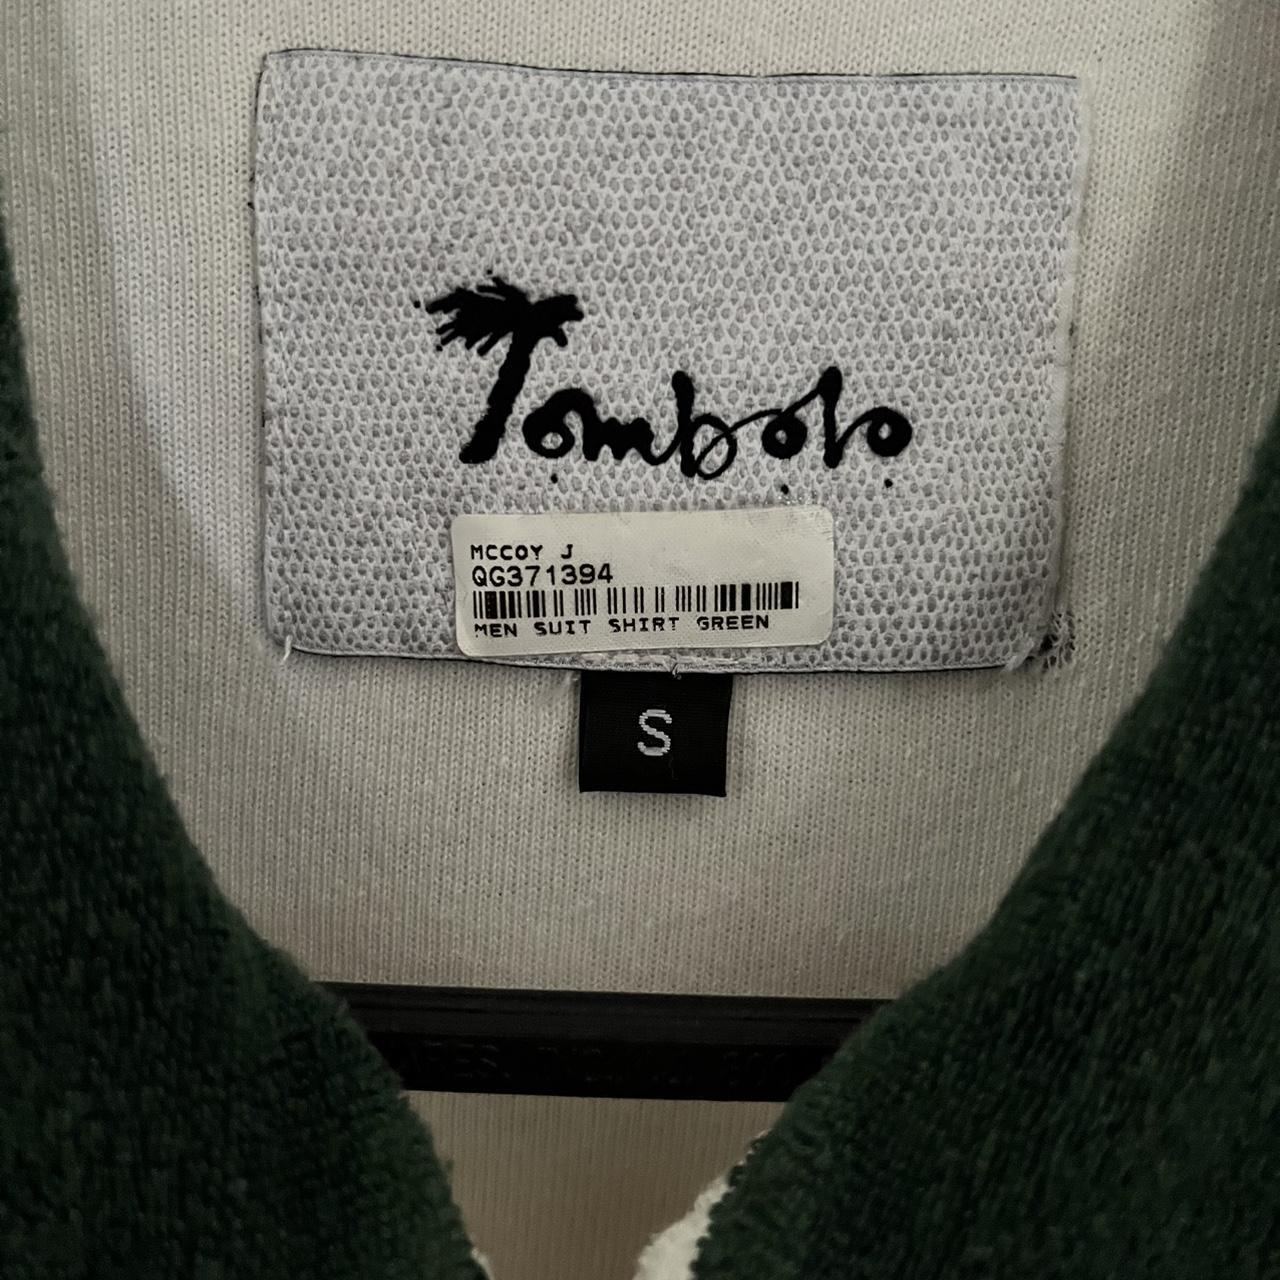 Tombolo
MCCOY J
QG371394
MEN SUIT SHIRT GREEN
S